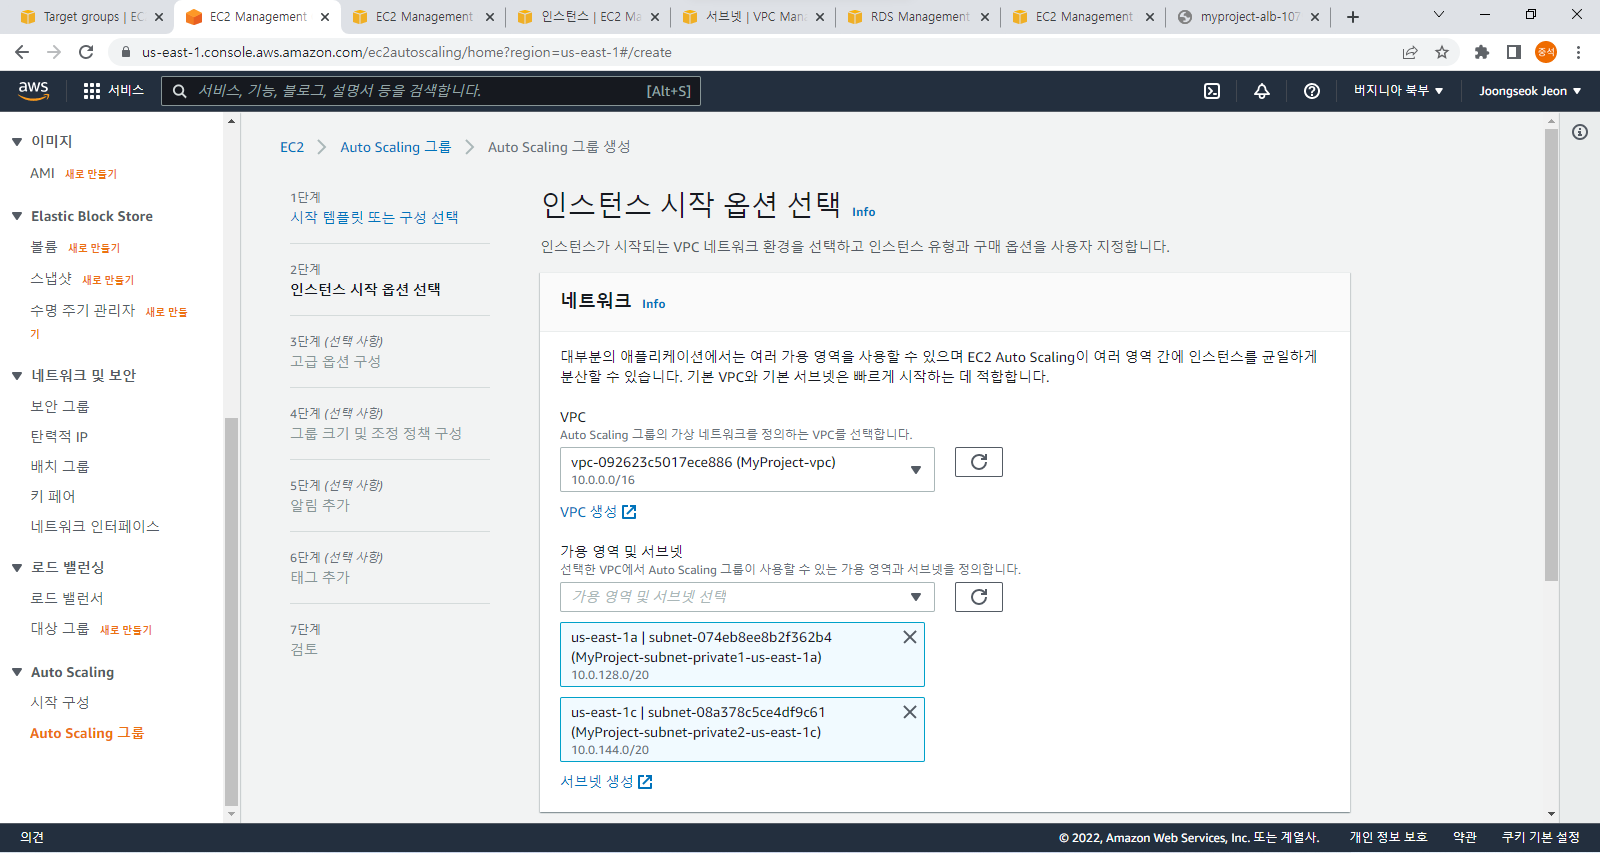 Target groups | EC
EC2 Management
EC2 Management
인스턴스 | EC2 Ma
서브넷 | VPC Man
RDS Management
EC2 Management
myproject-alb-107
us-east-1.console.aws.amazon.com/ec2autoscaling/home?region=us-east-1#/create
중석
aws
서비스
서비스, 기능, 블로그, 설명서 등을 검색합니다.
[Alt+S]
버지니아 북부
Joongseok Jeon
이미지
AMI 새로 만들기
Elastic Block Store
볼륨 새로 만들기
스냅샷 새로 만들기
수명 주기 관리자 새로 만들
기
네트워크 및 보안
보안 그룹
탄력적 IP
배치 그룹
키 페어
네트워크 인터페이스
로드 밸런싱
로드 밸런서
대상 그룹 새로 만들기
Auto Scaling
시작 구성
Auto Scaling 그룹
EC2
Auto Scaling 그룹
Auto Scaling 그룹 생성
1단계
시작 템플릿 또는 구성 선택
2단계
인스턴스 시작 옵션 선택
3단계 (선택 사항)
고급 옵션 구성
4단계 (선택 사항)
그룹 크기 및 조정 정책 구성
5단계 (선택 사항)
알림 추가
6단계 (선택 사항)
태그 추가
7단계
검토
인스턴스 시작 옵션 선택 Info
인스턴스가 시작되는 VPC 네트워크 환경을 선택하고 인스턴스 유형과 구매 옵션을 사용자 지정합니다.
네트워크 Info
대부분의 애플리케이션에서는 여러 가용 영역을 사용할 수 있으며 EC2 Auto Scaling이 여러 영역 간에 인스턴스를 균일하게
분산할 수 있습니다. 기본 VPC와 기본 서브넷은 빠르게 시작하는 데 적합합니다.
VPC
Auto Scaling 그룹의 가상 네트워크를 정의하는 VPC를 선택합니다.
vpc-092623c5017ece886 (MyProject-vpc)
10.0.0.0/16
VPC 생성
가용 영역 및 서브넷
선택한 VPC에서 Auto Scaling 그룹이 사용할 수 있는 가용 영역과 서브넷을 정의합니다.
가용 영역 및 서브넷 선택
us-east-1a | subnet-074eb8ee8b2f362b4
(MyProject-subnet-private1-us-east-1a)
10.0.128.0/20
us-east-1c | subnet-08a378c5ce4df9c61
(MyProject-subnet-private2-us-east-1c)
10.0.144.0/20
서브넷 생성
의견
© 2022, Amazon Web Services, Inc. 또는 계열사.
개인 정보 보호
약관
쿠키 기본 설정